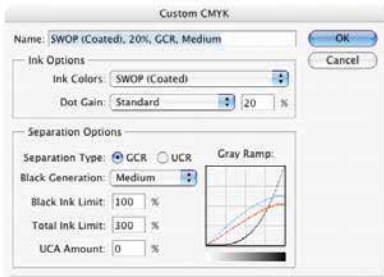 Custom CMYK
Name: SWOP (Coated), 20%, GCR, Medium
OK
Cancel
Ink Options
Ink Colors: SWOP (Coated)
Dot Gain: Standard 20 %
Separation Options
Separation Type: GCR UCR
Gray Ramp:
Black Generation: Medium
Black Ink Limit: 100 %
Total Ink Limit: 300 %
UCA Amount: 0 %